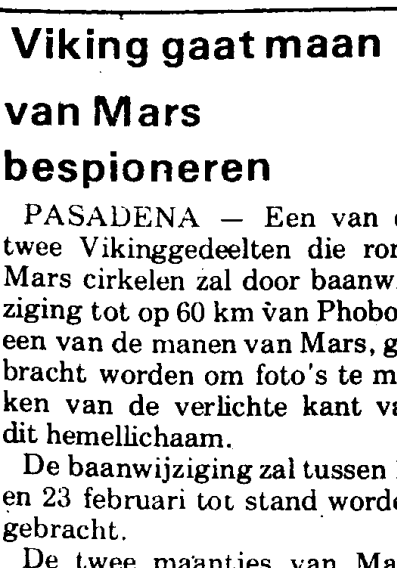 Viking gaat maan
van Mars
bespioneren
PASADENA — Een van
twee Vikinggedeelten die ron
Mars cirkelen zal door baanw
ziging tot op 60 km van Phobo
een van de manen van Mars, g
bracht worden om foto's te m
ken van de verlichte kant va
dit hemellichaam.
De baanwijziging zal tussen
en 23 februari tot stand worde
gebracht.
De twee maantjes van Ma